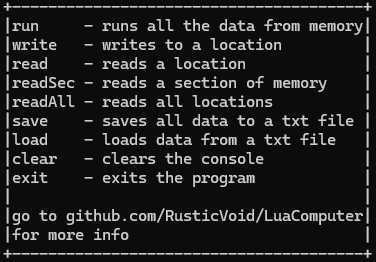 run     - runs all the data from memory
write   - writes to a location
read    - reads a location
readSec - reads a section of memory
readAll - reads all locations
save    - saves all data to a txt file
load    - loads data from a txt file
clear   - clears the console
exit    - exits the program
go to github.com/RusticVoid/LuaComputer
for more info